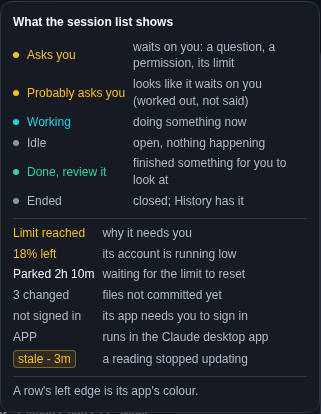 What the session list shows
Asks you waits on you: a question, a
permission, its limit
Probably asks you looks like it waits on you
(worked out, not said)
Working doing something now
Idle open, nothing happening
Done, review it finished something for you to
look at
Ended closed; History has it
Limit reached why it needs you
18% left its account is running low
Parked 2h 10m waiting for the limit to reset
3 changed files not committed yet
not signed in its app needs you to sign in
APP runs in the Claude desktop app
stale - 3m a reading stopped updating
A row's left edge is its app's colour.